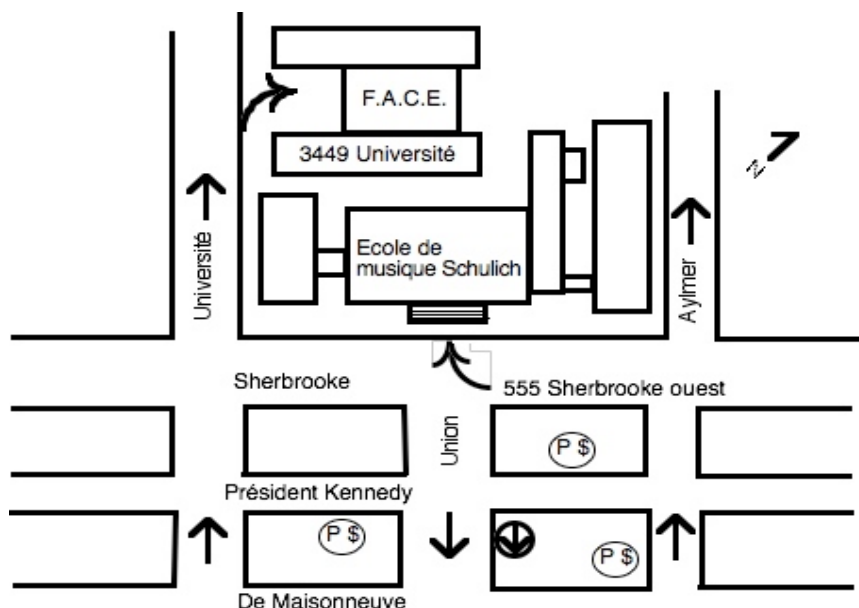 F.A.C.E.
3449 Université
N
Université
Ecole de
musique Schulich
Aylmer
Sherbrooke
555 Sherbrooke ouest
Union
P $
Président Kennedy
P $
P $
De Maisonneuve